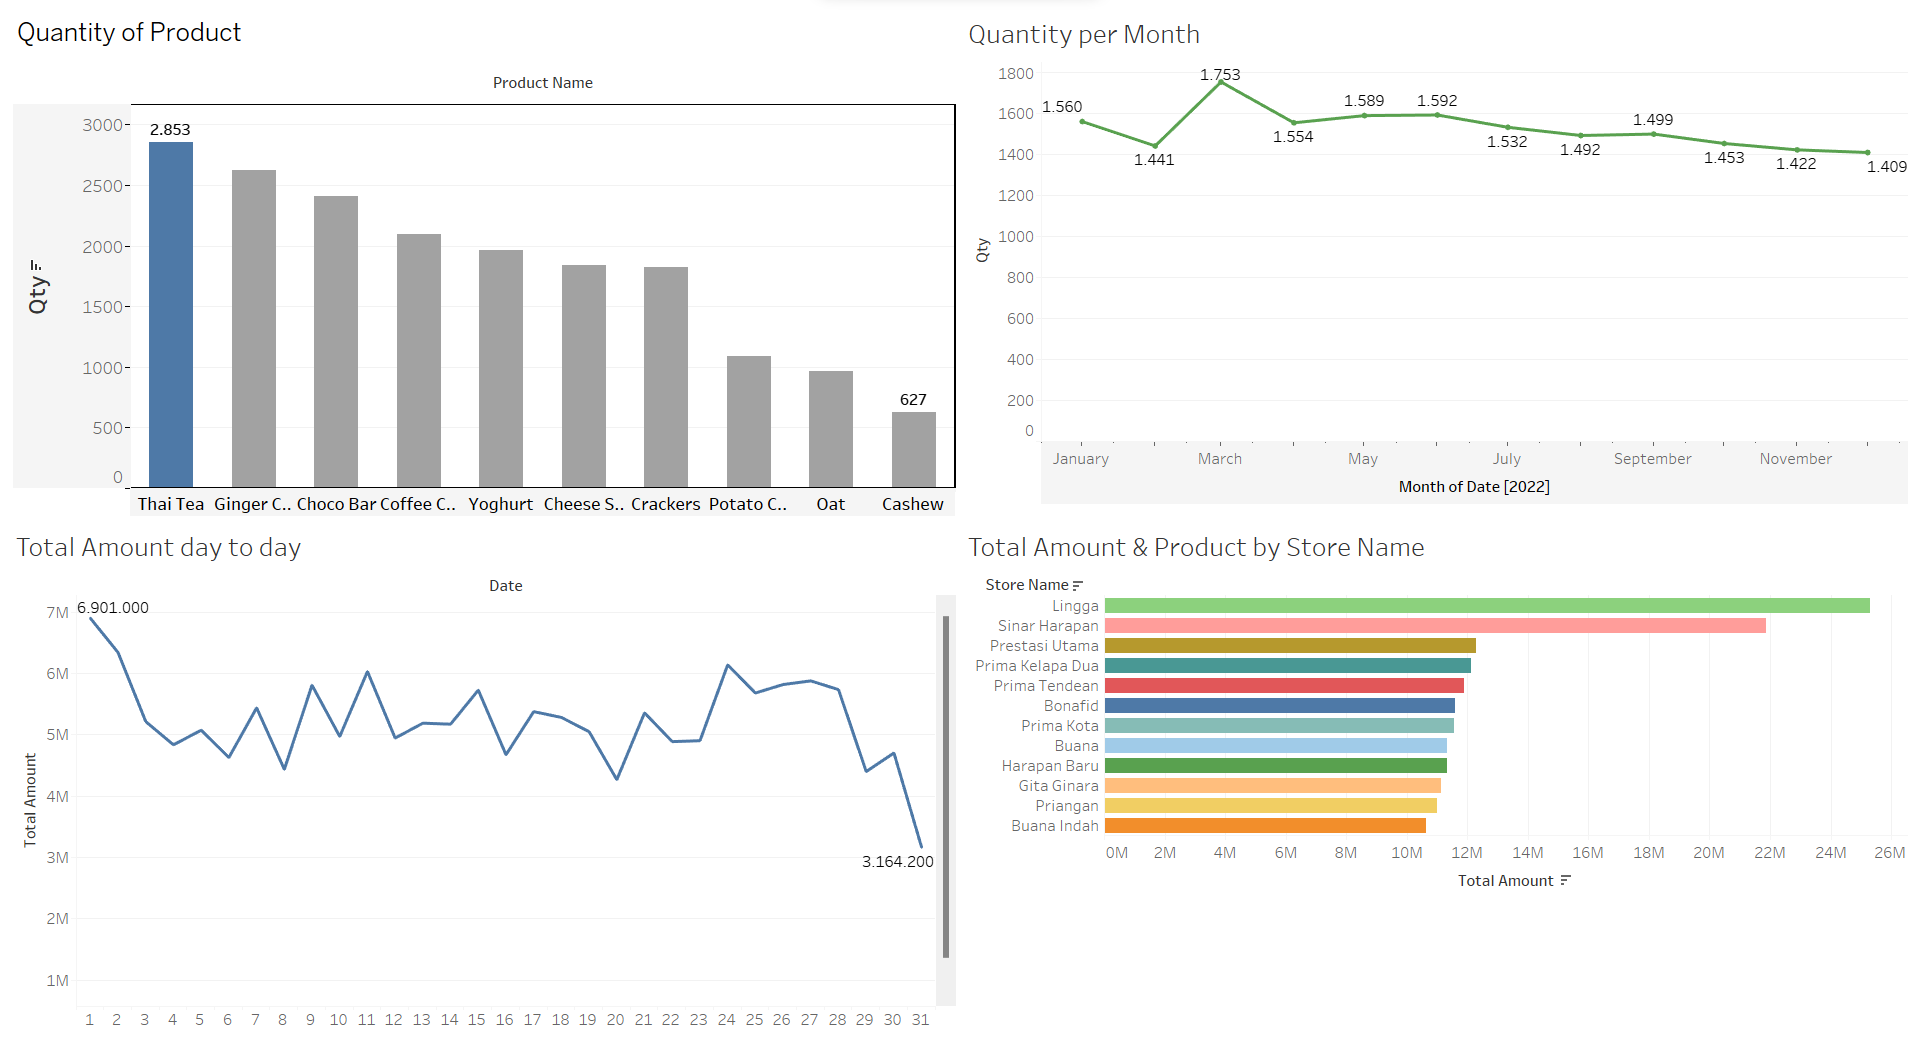 Quantity of Product
Product Name
Qty
3000
2500
2000
1500
1000
500
0
2.853
627
Thai Tea Ginger C.. Choco Bar Coffee C.. Yoghurt Cheese S.. Crackers Potato C.. Oat Cashew
Quantity per Month
Qty
1800
1600
1400
1200
1000
800
600
400
200
0
1.560
1.441
1.753
1.554
1.589
1.592
1.532
1.492
1.499
1.453
1.422
1.409
January March May July September November
Month of Date [2022]
Total Amount day to day
Date
Total Amount
7M
6M
5M
4M
3M
2M
1M
6.901.000
3.164.200
1 2 3 4 5 6 7 8 9 10 11 12 13 14 15 16 17 18 19 20 21 22 23 24 25 26 27 28 29 30 31
Total Amount & Product by Store Name
Store Name
Lingga
Sinar Harapan
Prestasi Utama
Prima Kelapa Dua
Prima Tendean
Bonafid
Prima Kota
Buana
Harapan Baru
Gita Ginara
Priangan
Buana Indah
0M 2M 4M 6M 8M 10M 12M 14M 16M 18M 20M 22M 24M 26M
Total Amount